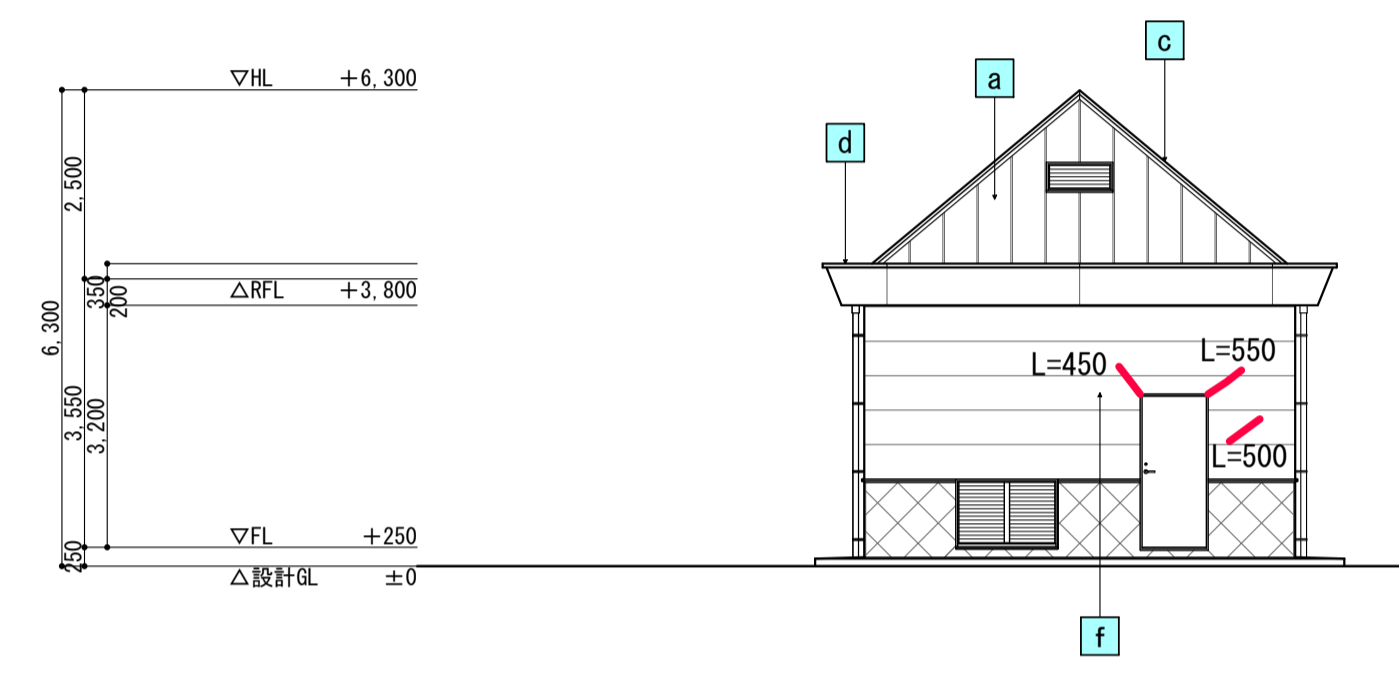 c
a
▽HL +6,300
d
2,500
350
200
△RFL +3,800
6,300
L=550
L=450
3,550
3,200
L=500
▽FL +250
250
△設計GL ±0
f